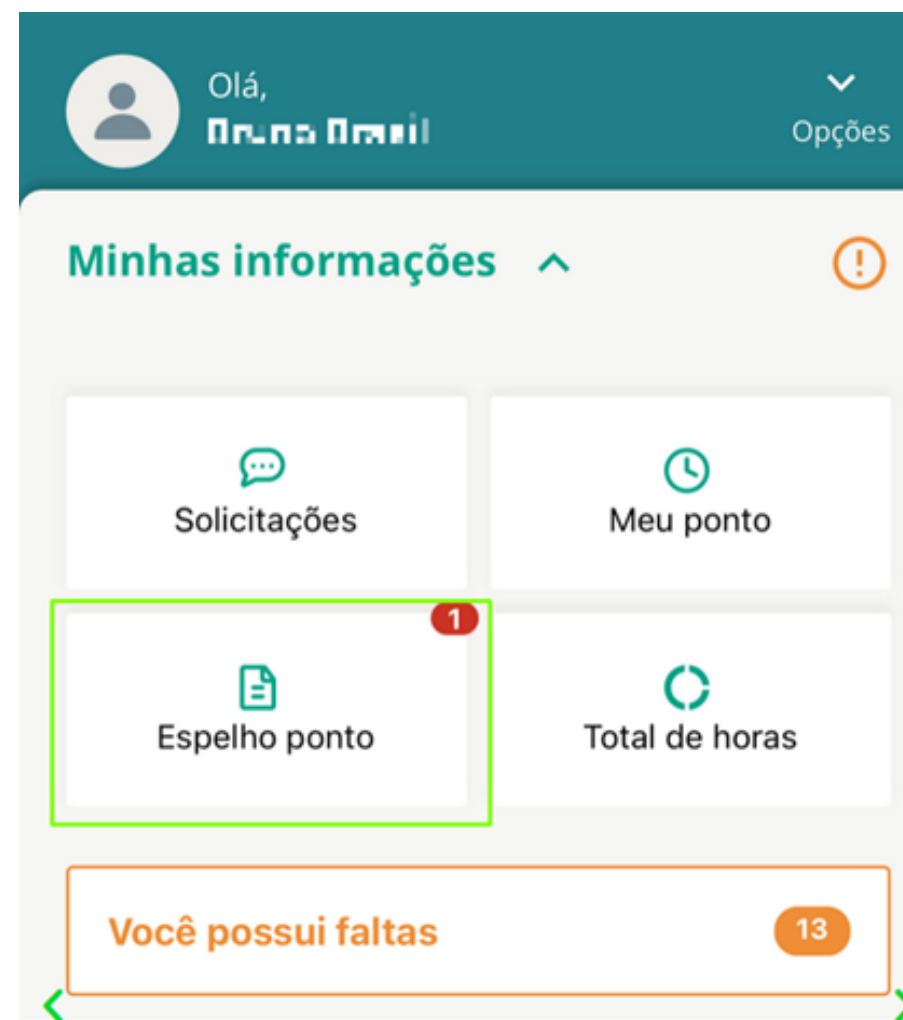 Olá,
Opções
Minhas informações
Solicitações
Meu ponto
1
Espelho ponto
Total de horas
Você possui faltas
13